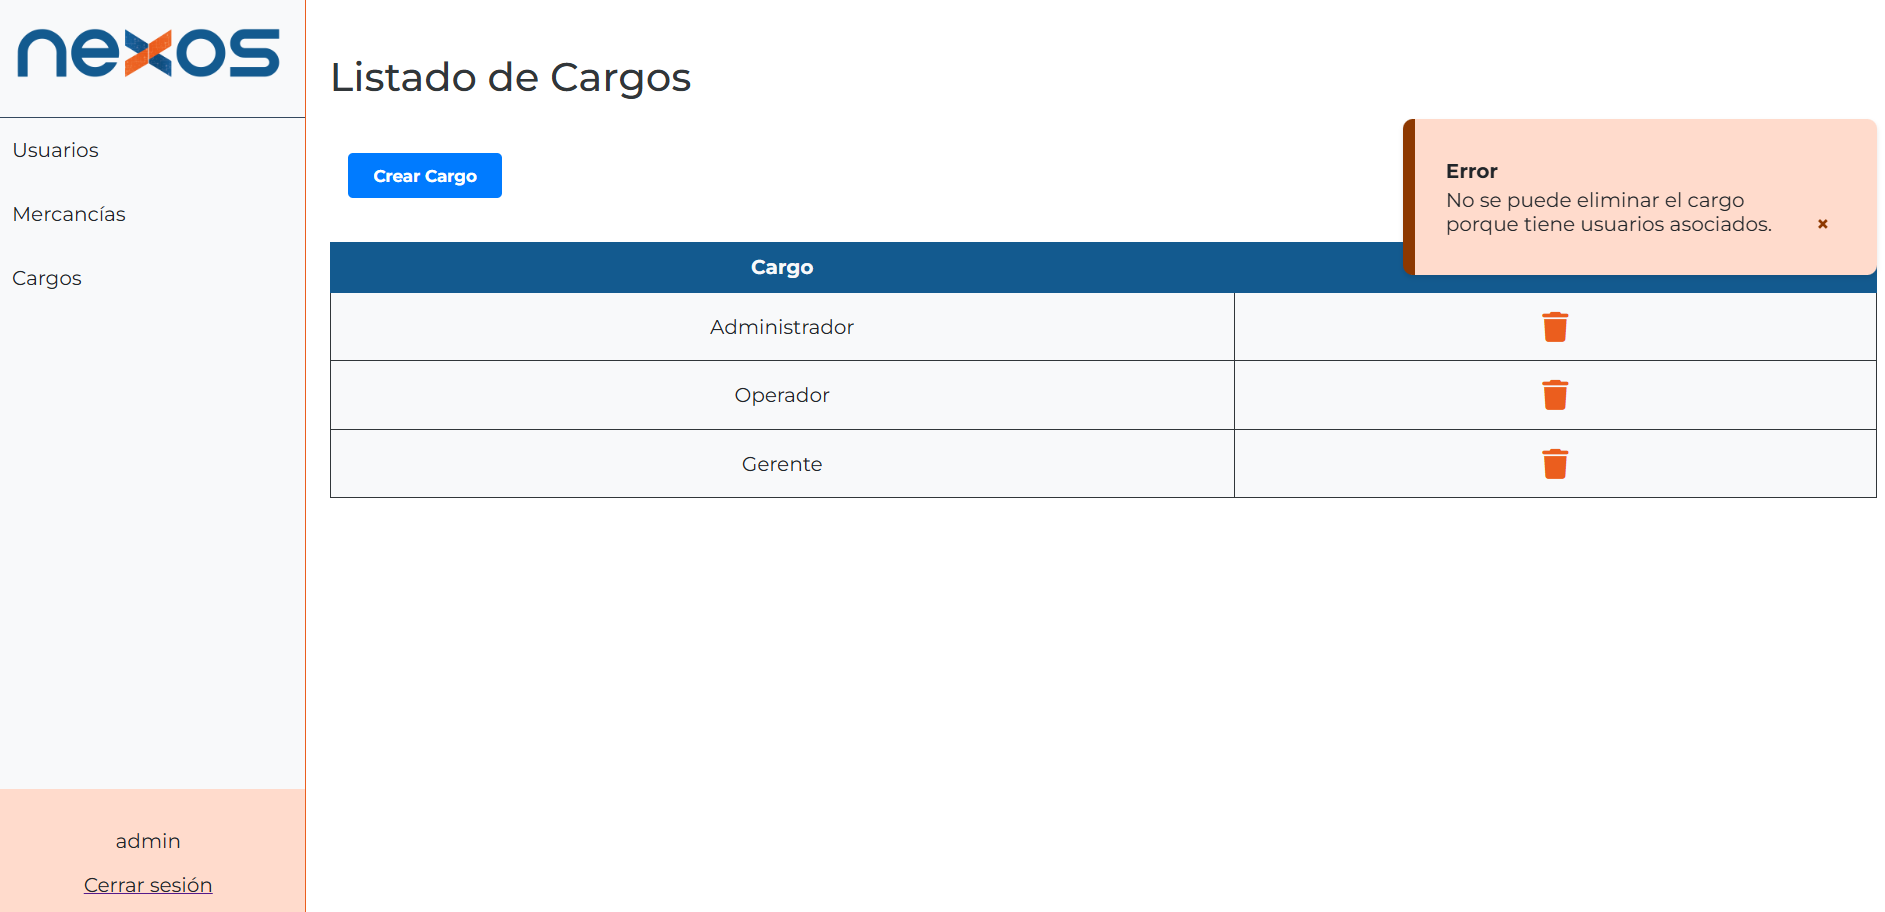 nexos
Usuarios
Mercancías
Cargos
admin
Cerrar sesión
Listado de Cargos
Crear Cargo
Error
No se puede eliminar el cargo
porque tiene usuarios asociados.
×
Cargo
Administrador
Operador
Gerente